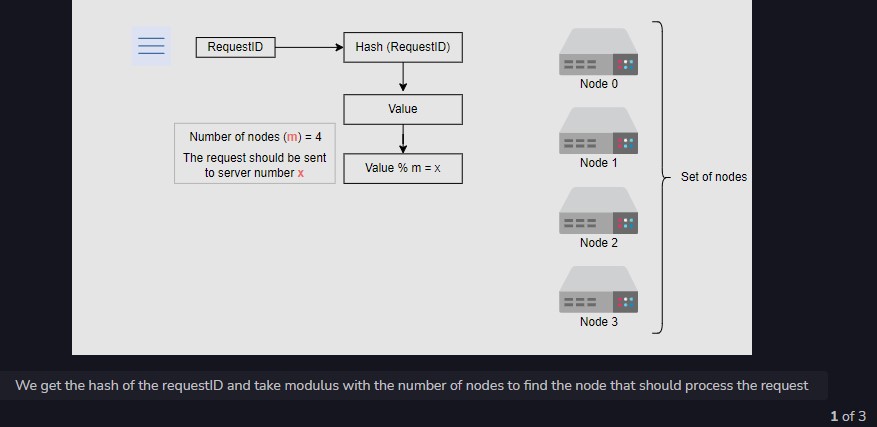 RequestID
Hash (RequestID)
Value
Number of nodes (m) = 4
The request should be sent
to server number x
Value % m = x
Node 0
Node 1
Node 2
Node 3
Set of nodes
We get the hash of the requestID and take modulus with the number of nodes to find the node that should process the request
1 of 3